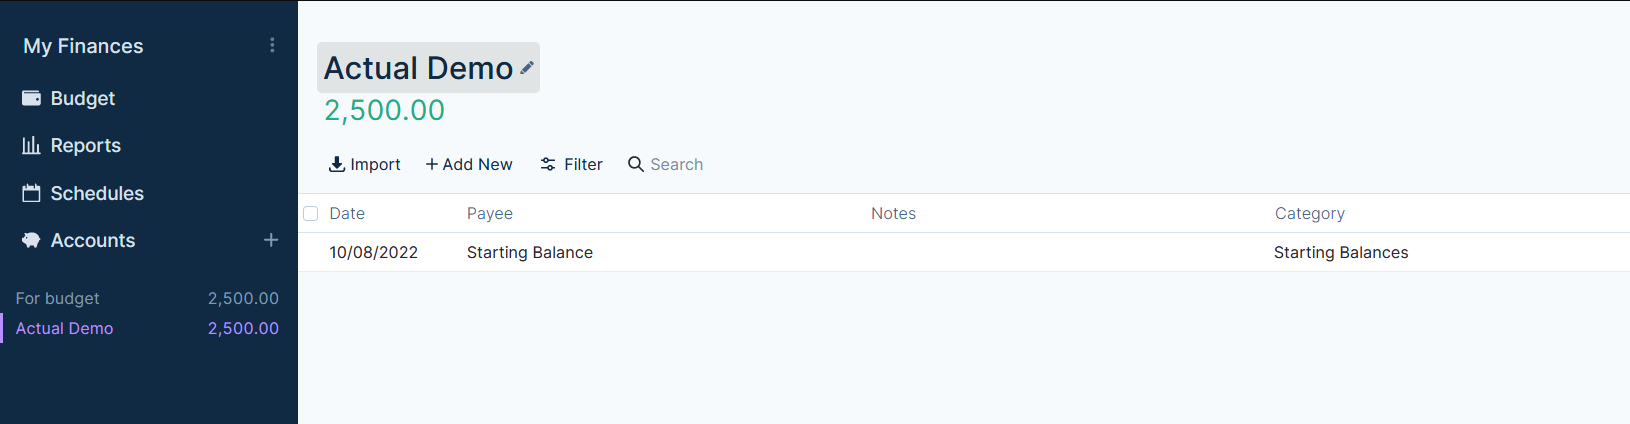 My Finances
Budget
Reports
Schedules
Accounts
For budget 2,500.00
Actual Demo 2,500.00
Actual Demo
2,500.00
Import Add New Filter Search
Date Payee Notes Category
10/08/2022 Starting Balance Starting Balances